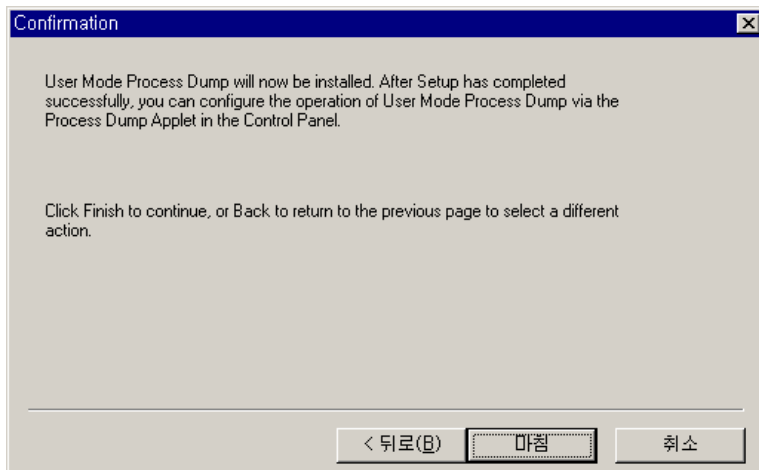 Confirmation
User Mode Process Dump will now be installed. After Setup has completed
successfully, you can configure the operation of User Mode Process Dump via the
Process Dump Applet in the Control Panel.
Click Finish to continue, or Back to return to the previous page to select a different
action.
< 뒤로(B)
마침
취소